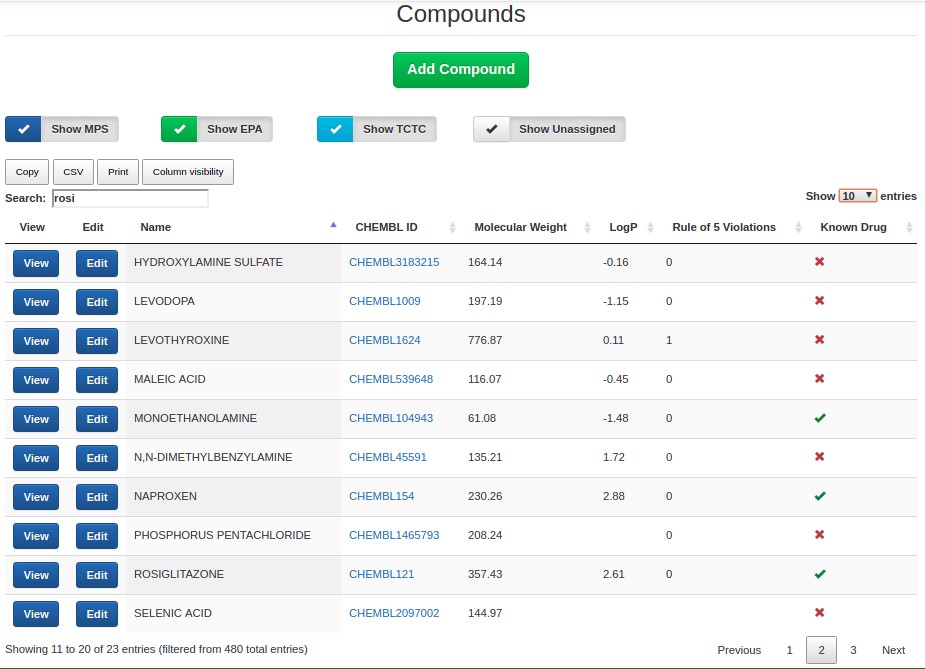 Compounds
Add Compound
Show MPS Show EPA Show TCTC Show Unassigned
Copy CSV Print Column visibility
Search: rosi Show 10 entries
View Edit Name CHEMBL ID Molecular Weight LogP Rule of 5 Violations Known Drug
View Edit HYDROXYLAMINE SULFATE CHEMBL3183215 164.14 -0.16 0
View Edit LEVODOPA CHEMBL1009 197.19 -1.15 0
View Edit LEVOTHYROXINE CHEMBL1624 776.87 0.11 1
View Edit MALEIC ACID CHEMBL539648 116.07 -0.45 0
View Edit MONOETHANOLAMINE CHEMBL104943 61.08 -1.48 0
View Edit N,N-DIMETHYLBENZYLAMINE CHEMBL45591 135.21 1.72 0
View Edit NAPROXEN CHEMBL154 230.26 2.88 0
View Edit PHOSPHORUS PENTACHLORIDE CHEMBL1465793 208.24 0
View Edit ROSIGLITAZONE CHEMBL121 357.43 2.61 0
View Edit SELENIC ACID CHEMBL2097002 144.97
Showing 11 to 20 of 23 entries (filtered from 480 total entries) Previous 1 2 3 Next